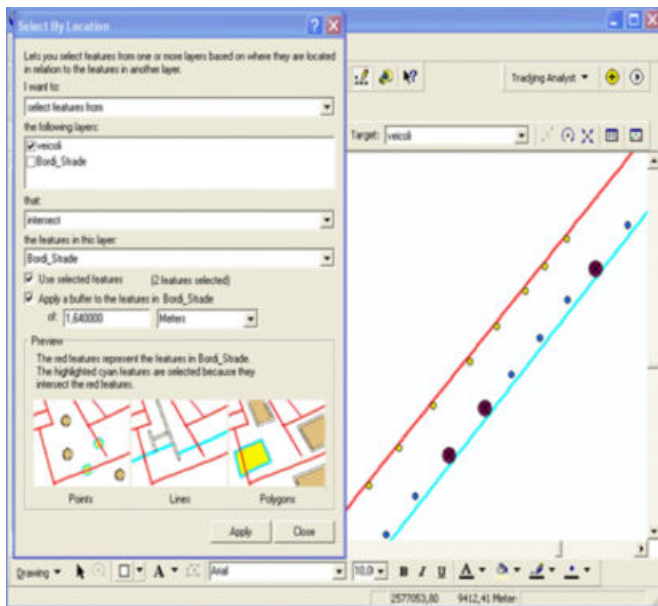 Select By Location
Lets you select features from one or more layers based on where they are located
in relation to the features in another layer.
I want to:
select features from
the following layers:
veicoli
Bordi_Strade
that:
intersect
the features in this layer:
Bordi_Strade
Use selected features (2 features selected)
Apply a buffer to the features in Bordi_Strade
of: 1,640000 Meters
Preview
The red features represent the features in Bordi_Strade.
The highlighted cyan features are selected because they
intersect the red features.
Points Lines Polygons
Apply Close
Tracking Analyst
Target: veicoli
Drawing A Arial 10,0 B I U A
2577053,80 9412,41 Meter